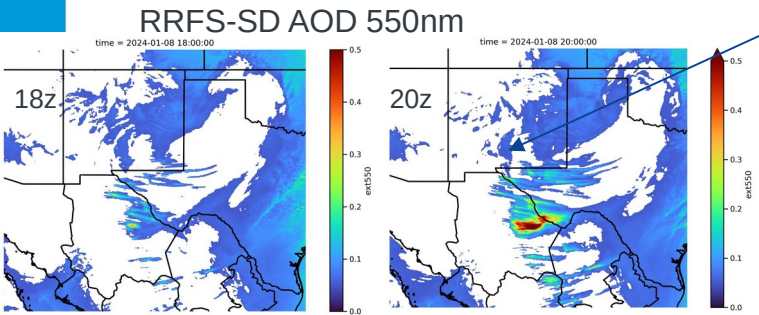 RRFS-SD AOD 550nm
time = 2024-01-08 18:00:00
18z
0.5
0.4
0.3
0.2
0.1
0.0
ext550
time = 2024-01-08 20:00:00
20z
0.5
0.4
0.3
0.2
0.1
0.0
ext550